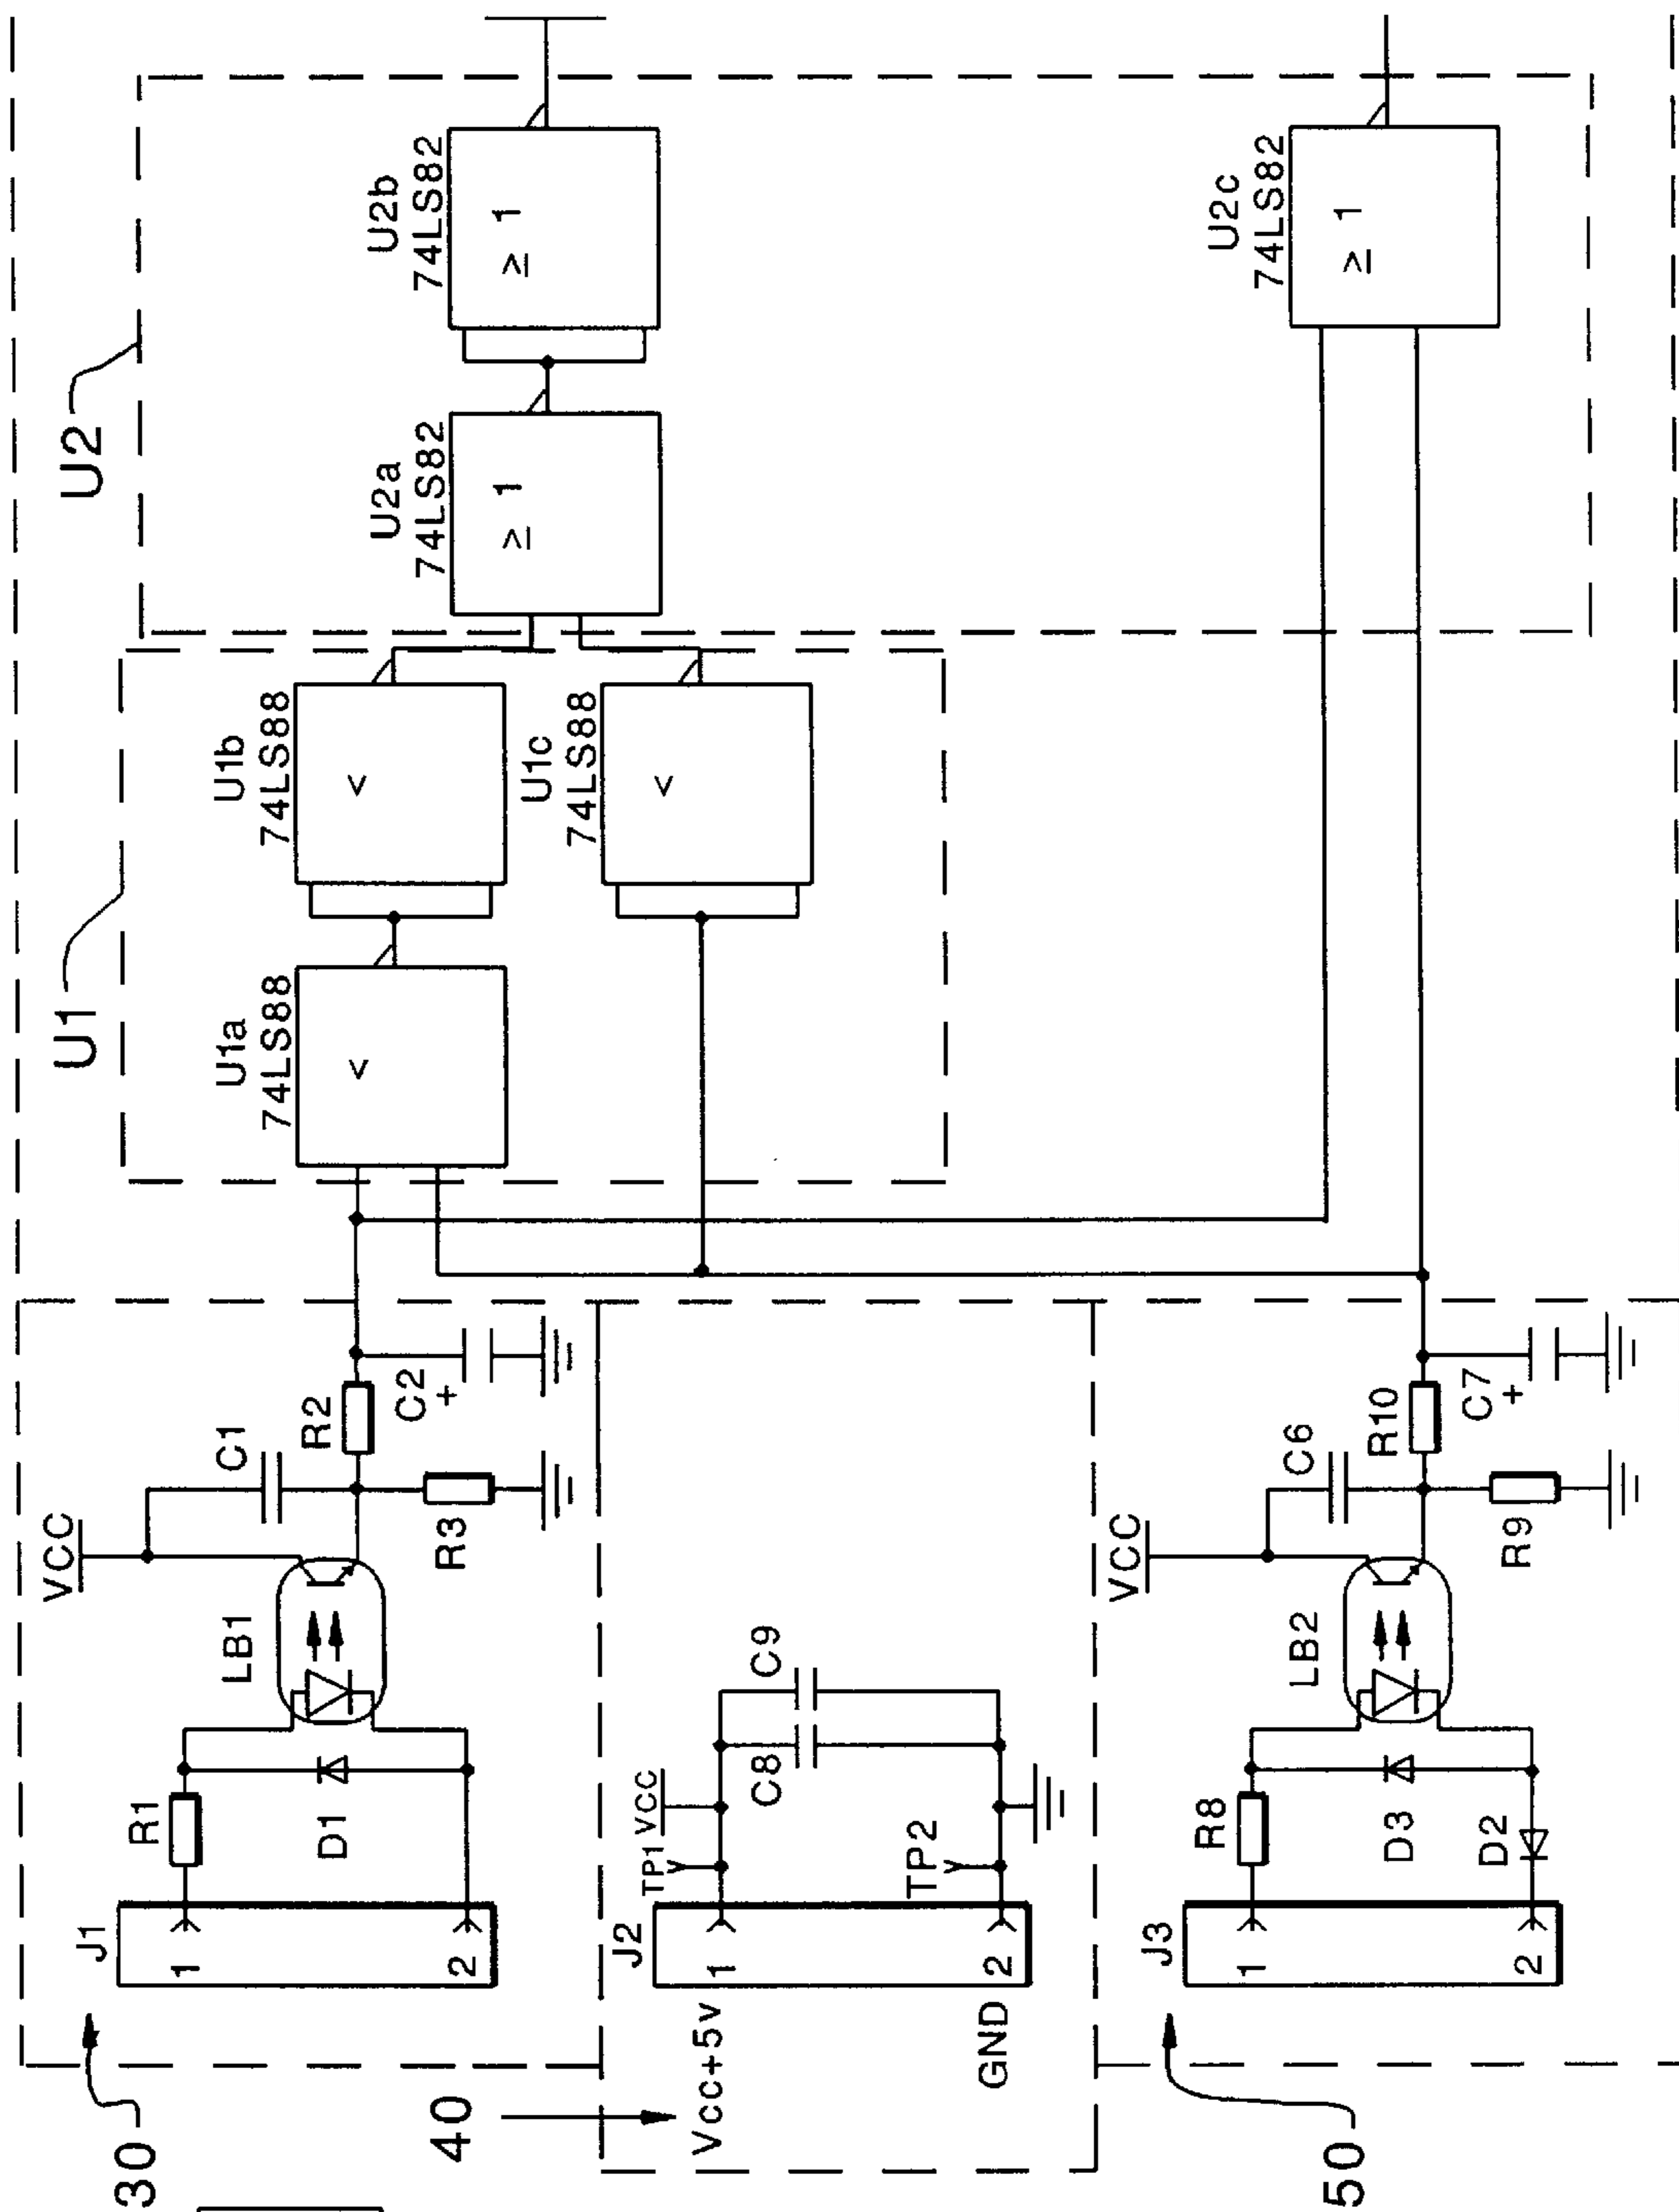 U1
U2
30
J1
1
2
R1
D1
LB1
VCC
C1
R3
R2
C2
+
U1a
74LS88
<
U1b
74LS88
<
U1c
74LS88
<
U2a
74LS82
≥ 1
U2b
74LS82
≥ 1
40
Vcc+5v
GND
J2
1
2
TP1
VCC
TP2
C8
C9
50
J3
1
2
R8
D3
D2
LB2
VCC
C6
R9
R10
C7
+
U2c
74LS82
≥ 1